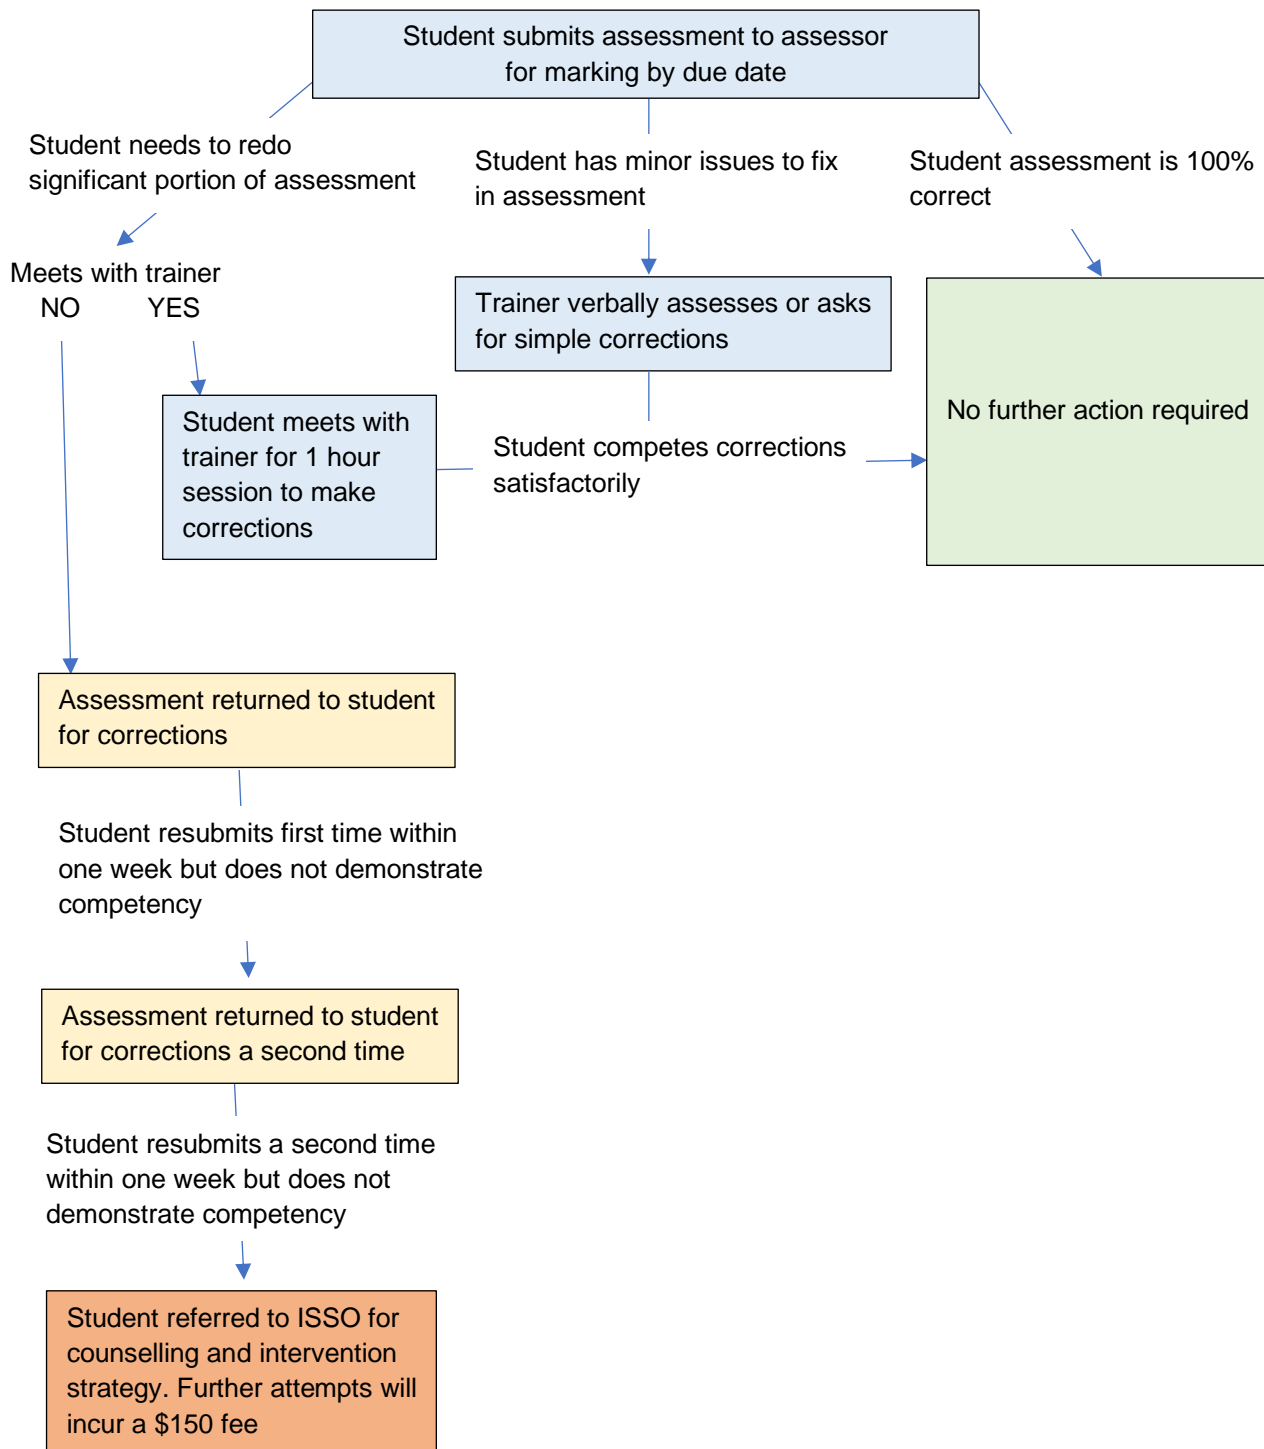 Student submits assessment to assessor
for marking by due date
Student needs to redo
significant portion of assessment
Student has minor issues to fix
in assessment
Student assessment is 100%
correct
Meets with trainer
NO YES
Trainer verbally assesses or asks
for simple corrections
No further action required
Student meets with
trainer for 1 hour
session to make
corrections
Student competes corrections
satisfactorily
Assessment returned to student
for corrections
Student resubmits first time within
one week but does not demonstrate
competency
Assessment returned to student
for corrections a second time
Student resubmits a second time
within one week but does not
demonstrate competency
Student referred to ISSO for
counselling and intervention
strategy. Further attempts will
incur a $150 fee